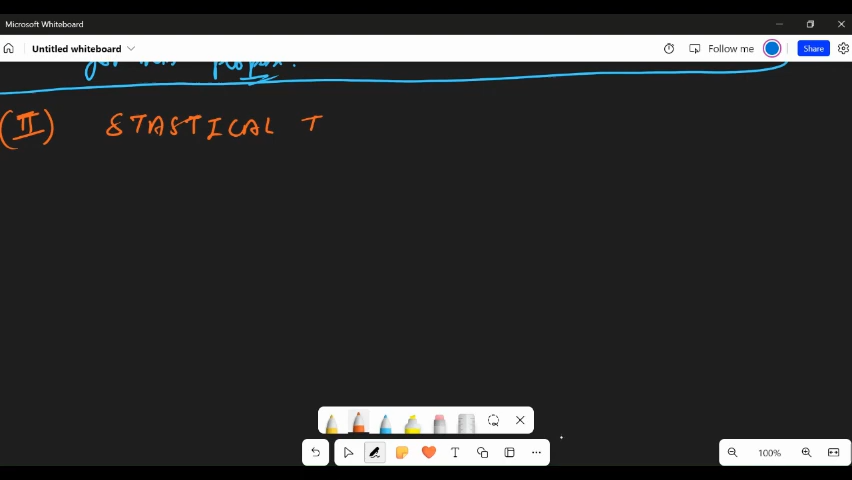 Microsoft Whiteboard
Untitled whiteboard
Follow me
Share
(II) STASTICAL T
100%